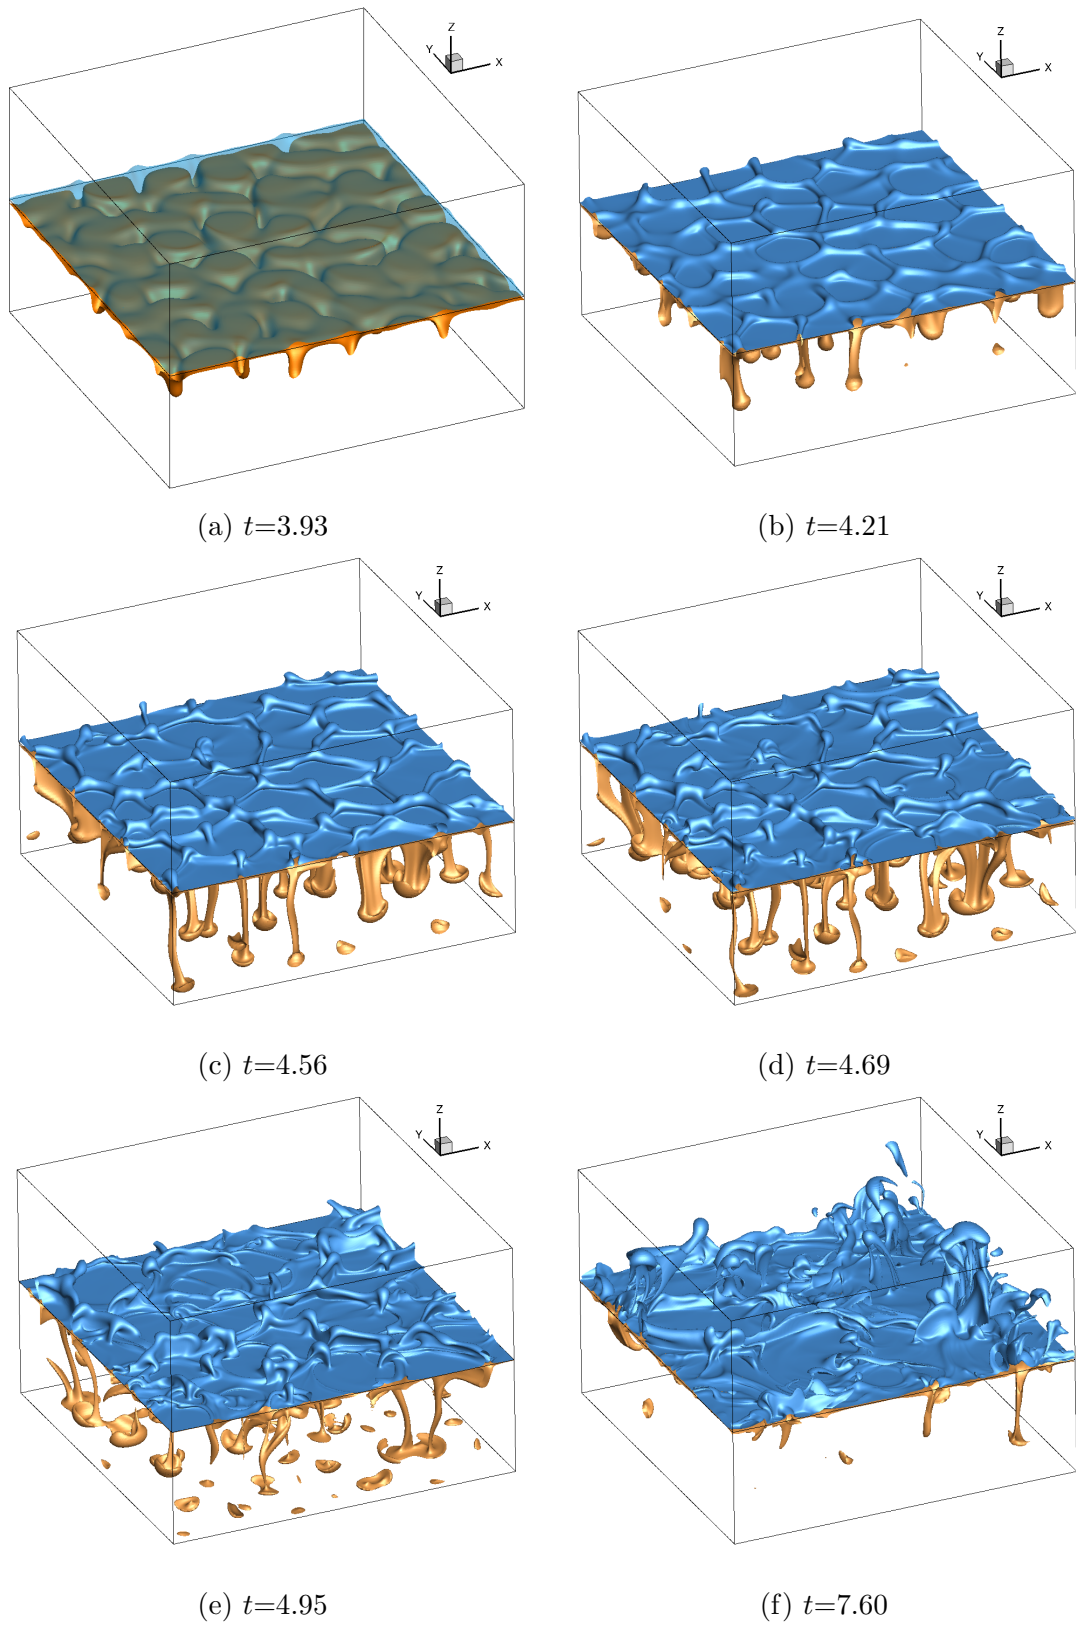 Z
Y
X
Z
Y
X
(a) t=3.93
(b) t=4.21
Z
Y
X
Z
Y
X
(c) t=4.56
(d) t=4.69
Z
Y
X
Z
Y
X
(e) t=4.95
(f) t=7.60